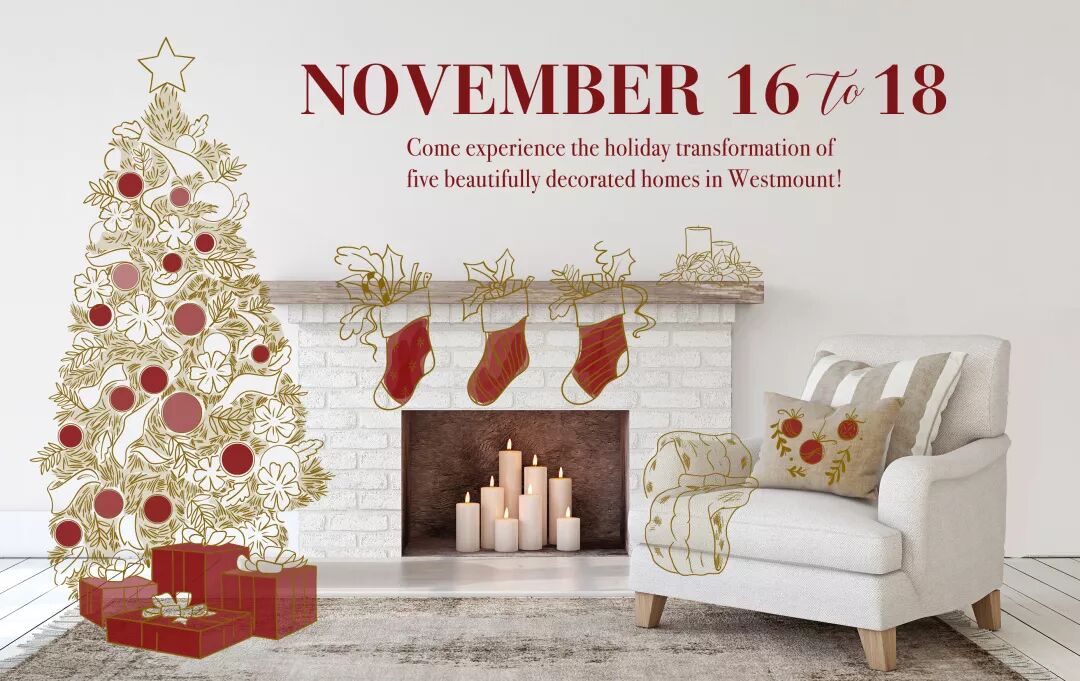 NOVEMBER 16 to 18
Come experience the holiday transformation of
five beautifully decorated homes in Westmount!